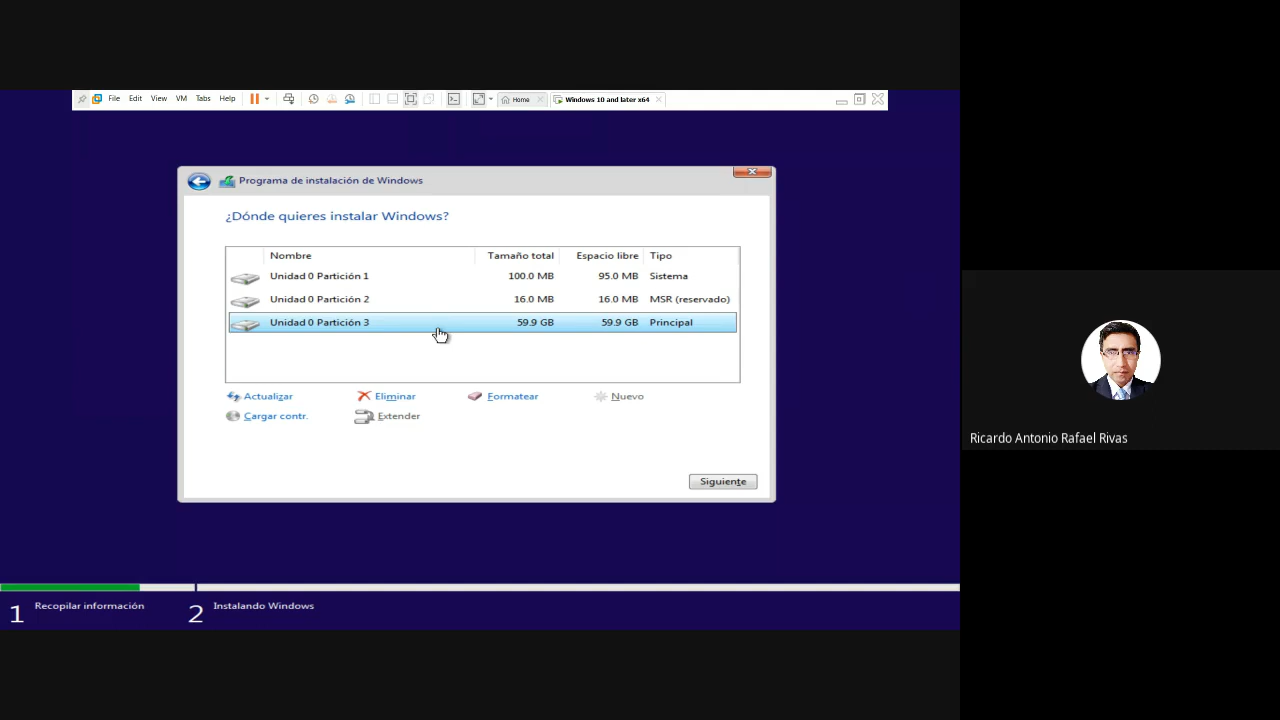 File Edit View VM Tabs Help Home Windows 10 and later x64
Programa de instalación de Windows
¿Dónde quieres instalar Windows?
Nombre Tamaño total Espacio libre Tipo
Unidad 0 Partición 1 100.0 MB 95.0 MB Sistema
Unidad 0 Partición 2 16.0 MB 16.0 MB MSR (reservado)
Unidad 0 Partición 3 59.9 GB 59.9 GB Principal
Actualizar Eliminar Formatear Nuevo
Cargar contr. Extender
Siguiente
1 Recopilar información 2 Instalando Windows
Ricardo Antonio Rafael Rivas